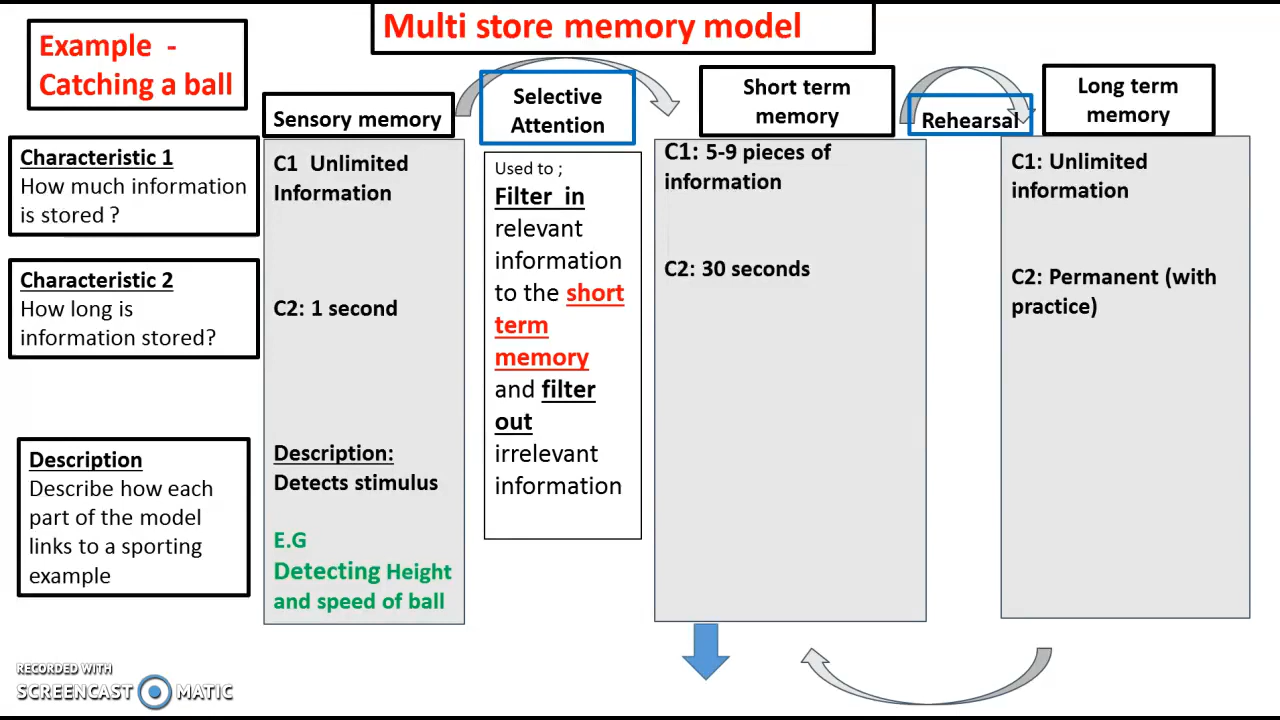 Multi store memory model
Example -
Catching a ball
Sensory memory
Selective
Attention
Short term
memory
Rehearsal
Long term
memory
Characteristic 1
How much information
is stored ?
Characteristic 2
How long is
information stored?
Description
Describe how each
part of the model
links to a sporting
example
C1 Unlimited
Information
C2: 1 second
Description:
Detects stimulus
E.G
Detecting Height
and speed of ball
Used to ;
Filter in
relevant
information
to the short
term
memory
and filter
out
irrelevant
information
C1: 5-9 pieces of
information
C2: 30 seconds
C1: Unlimited
information
C2: Permanent (with
practice)
RECORDED WITH
SCREENCAST MATIC